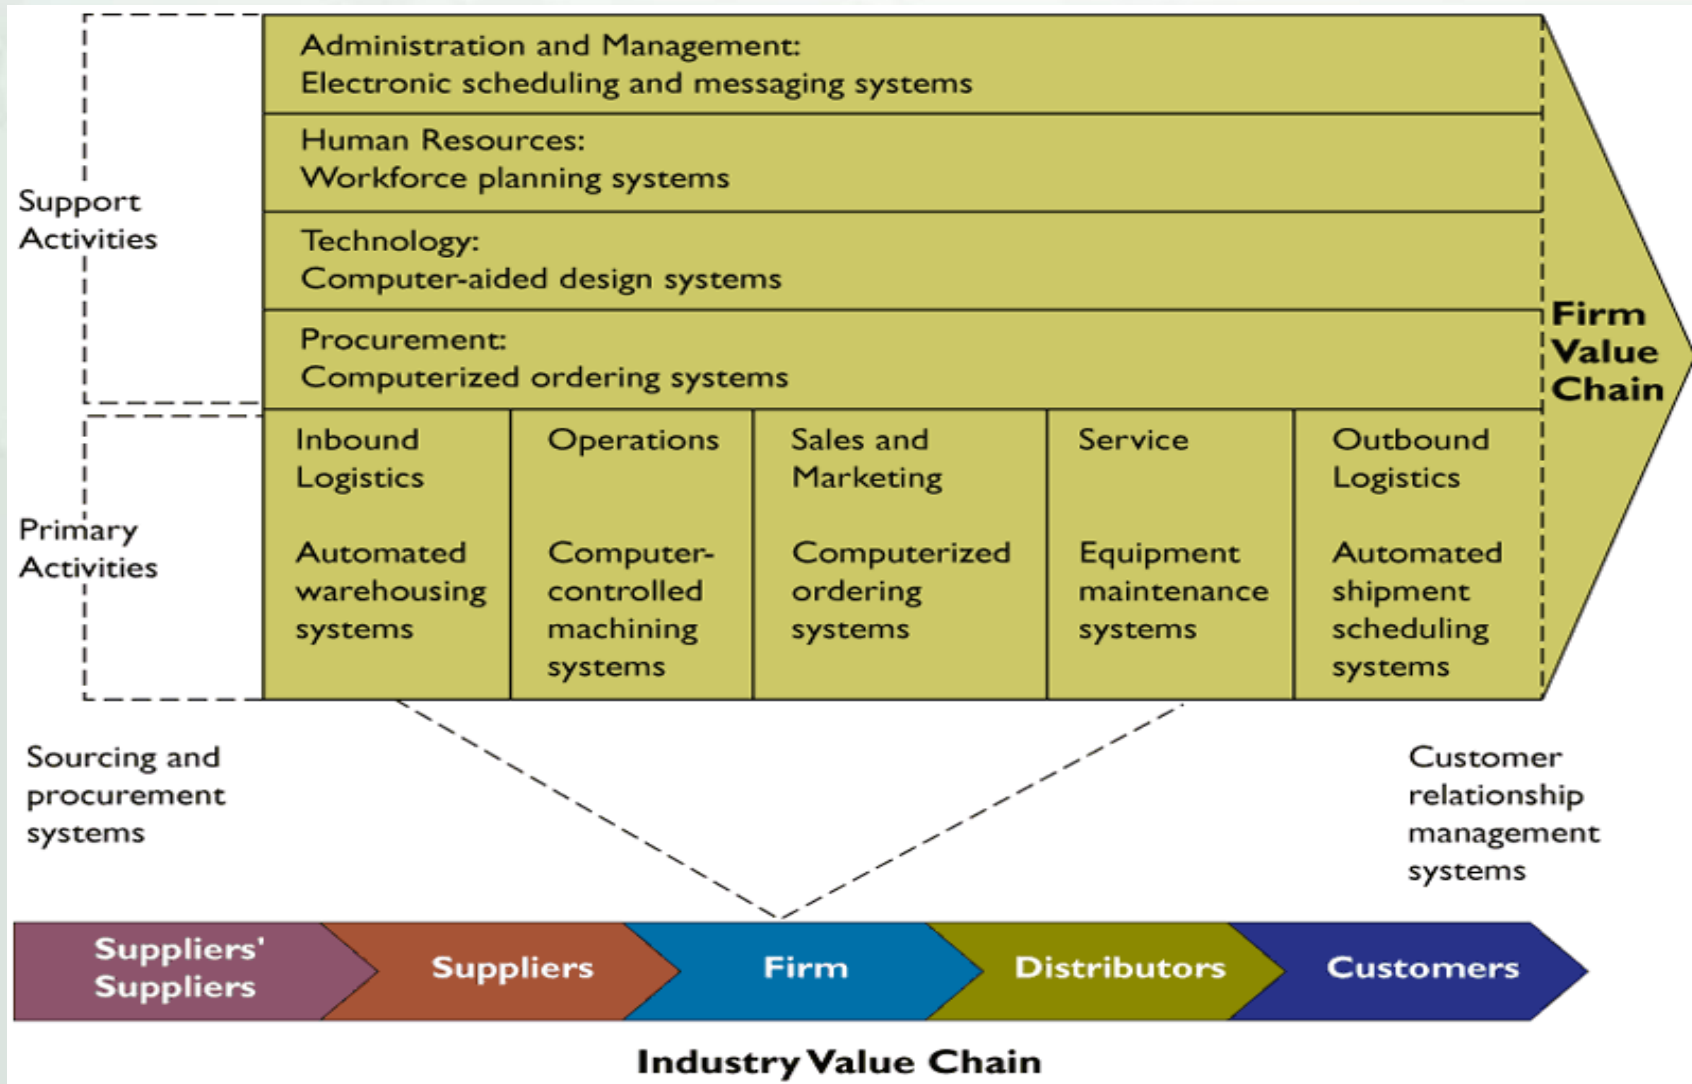 Administration and Management:
Electronic scheduling and messaging systems
Human Resources:
Workforce planning systems
Support
Activities
Technology:
Computer-aided design systems
Procurement:
Computerized ordering systems
Firm
Value
Chain
Primary
Activities
Inbound
Logistics
Automated
warehousing
systems
Operations
Computer-
controlled
machining
systems
Sales and
Marketing
Computerized
ordering
systems
Service
Equipment
maintenance
systems
Outbound
Logistics
Automated
shipment
scheduling
systems
Sourcing and
procurement
systems
Customer
relationship
management
systems
Suppliers'
Suppliers
Suppliers
Firm
Distributors
Customers
Industry Value Chain